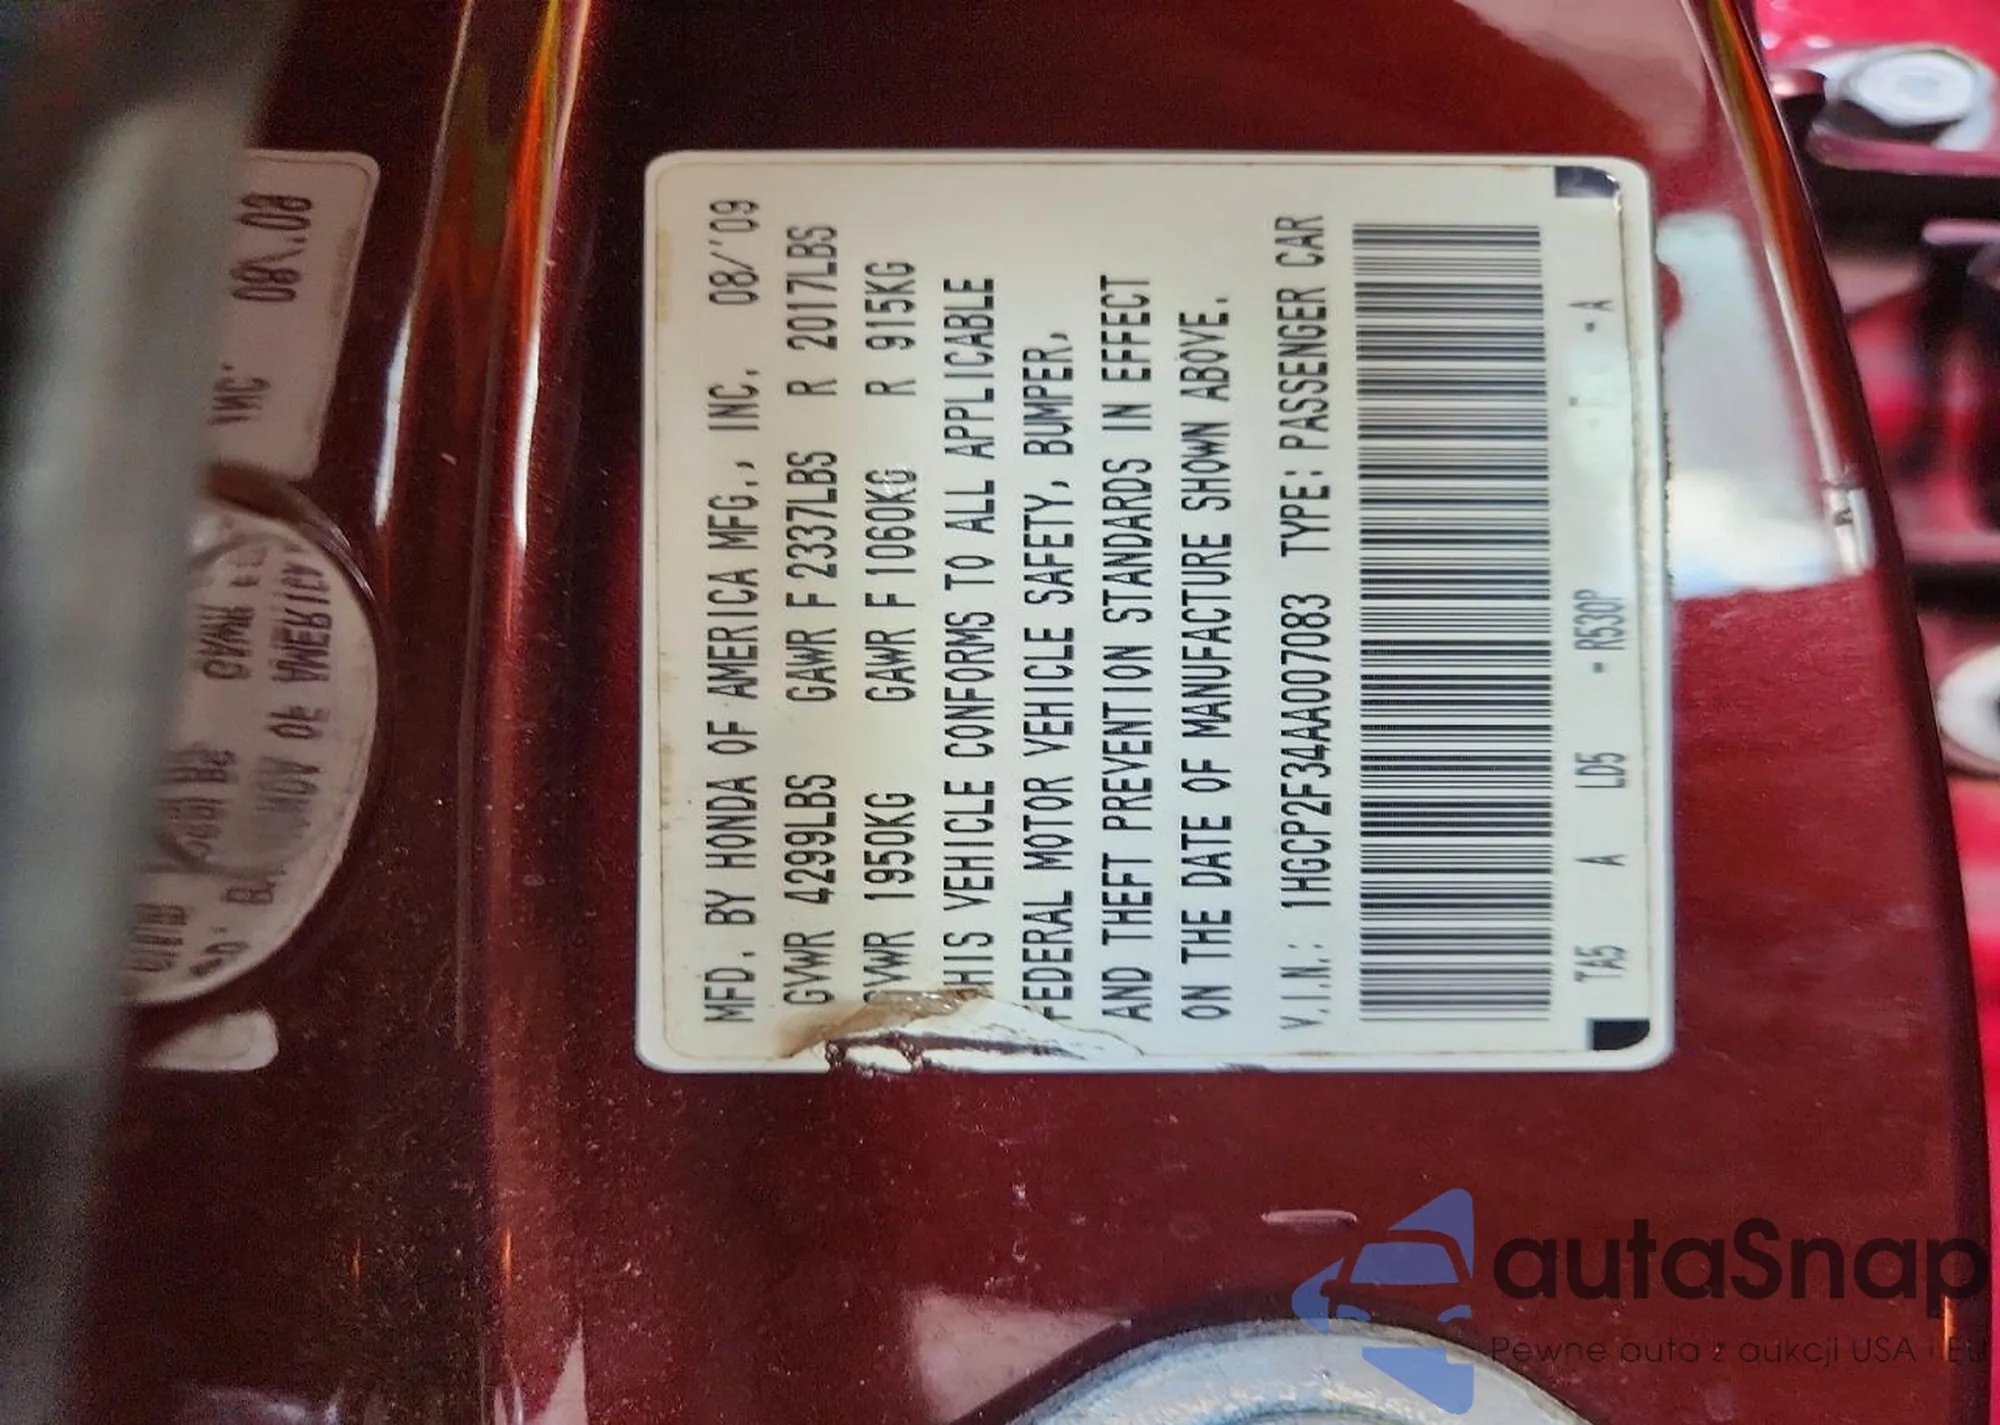 MFD. BY HONDA OF AMERICA MFG., INC. 08/'09
GVWR 4299LBS GAWR F 2337LBS R 2017LBS
GVWR 1950KG GAWR F 1060KG R 915KG
THIS VEHICLE CONFORMS TO ALL APPLICABLE
FEDERAL MOTOR VEHICLE SAFETY, BUMPER,
AND THEFT PREVENTION STANDARDS IN EFFECT
ON THE DATE OF MANUFACTURE SHOWN ABOVE.
V.I.N.: 1HGCP2F34AA007083 TYPE: PASSENGER CAR
TA5 A LD5 - R530P
autaSnap
Pewne auta z aukcji USA i Eu